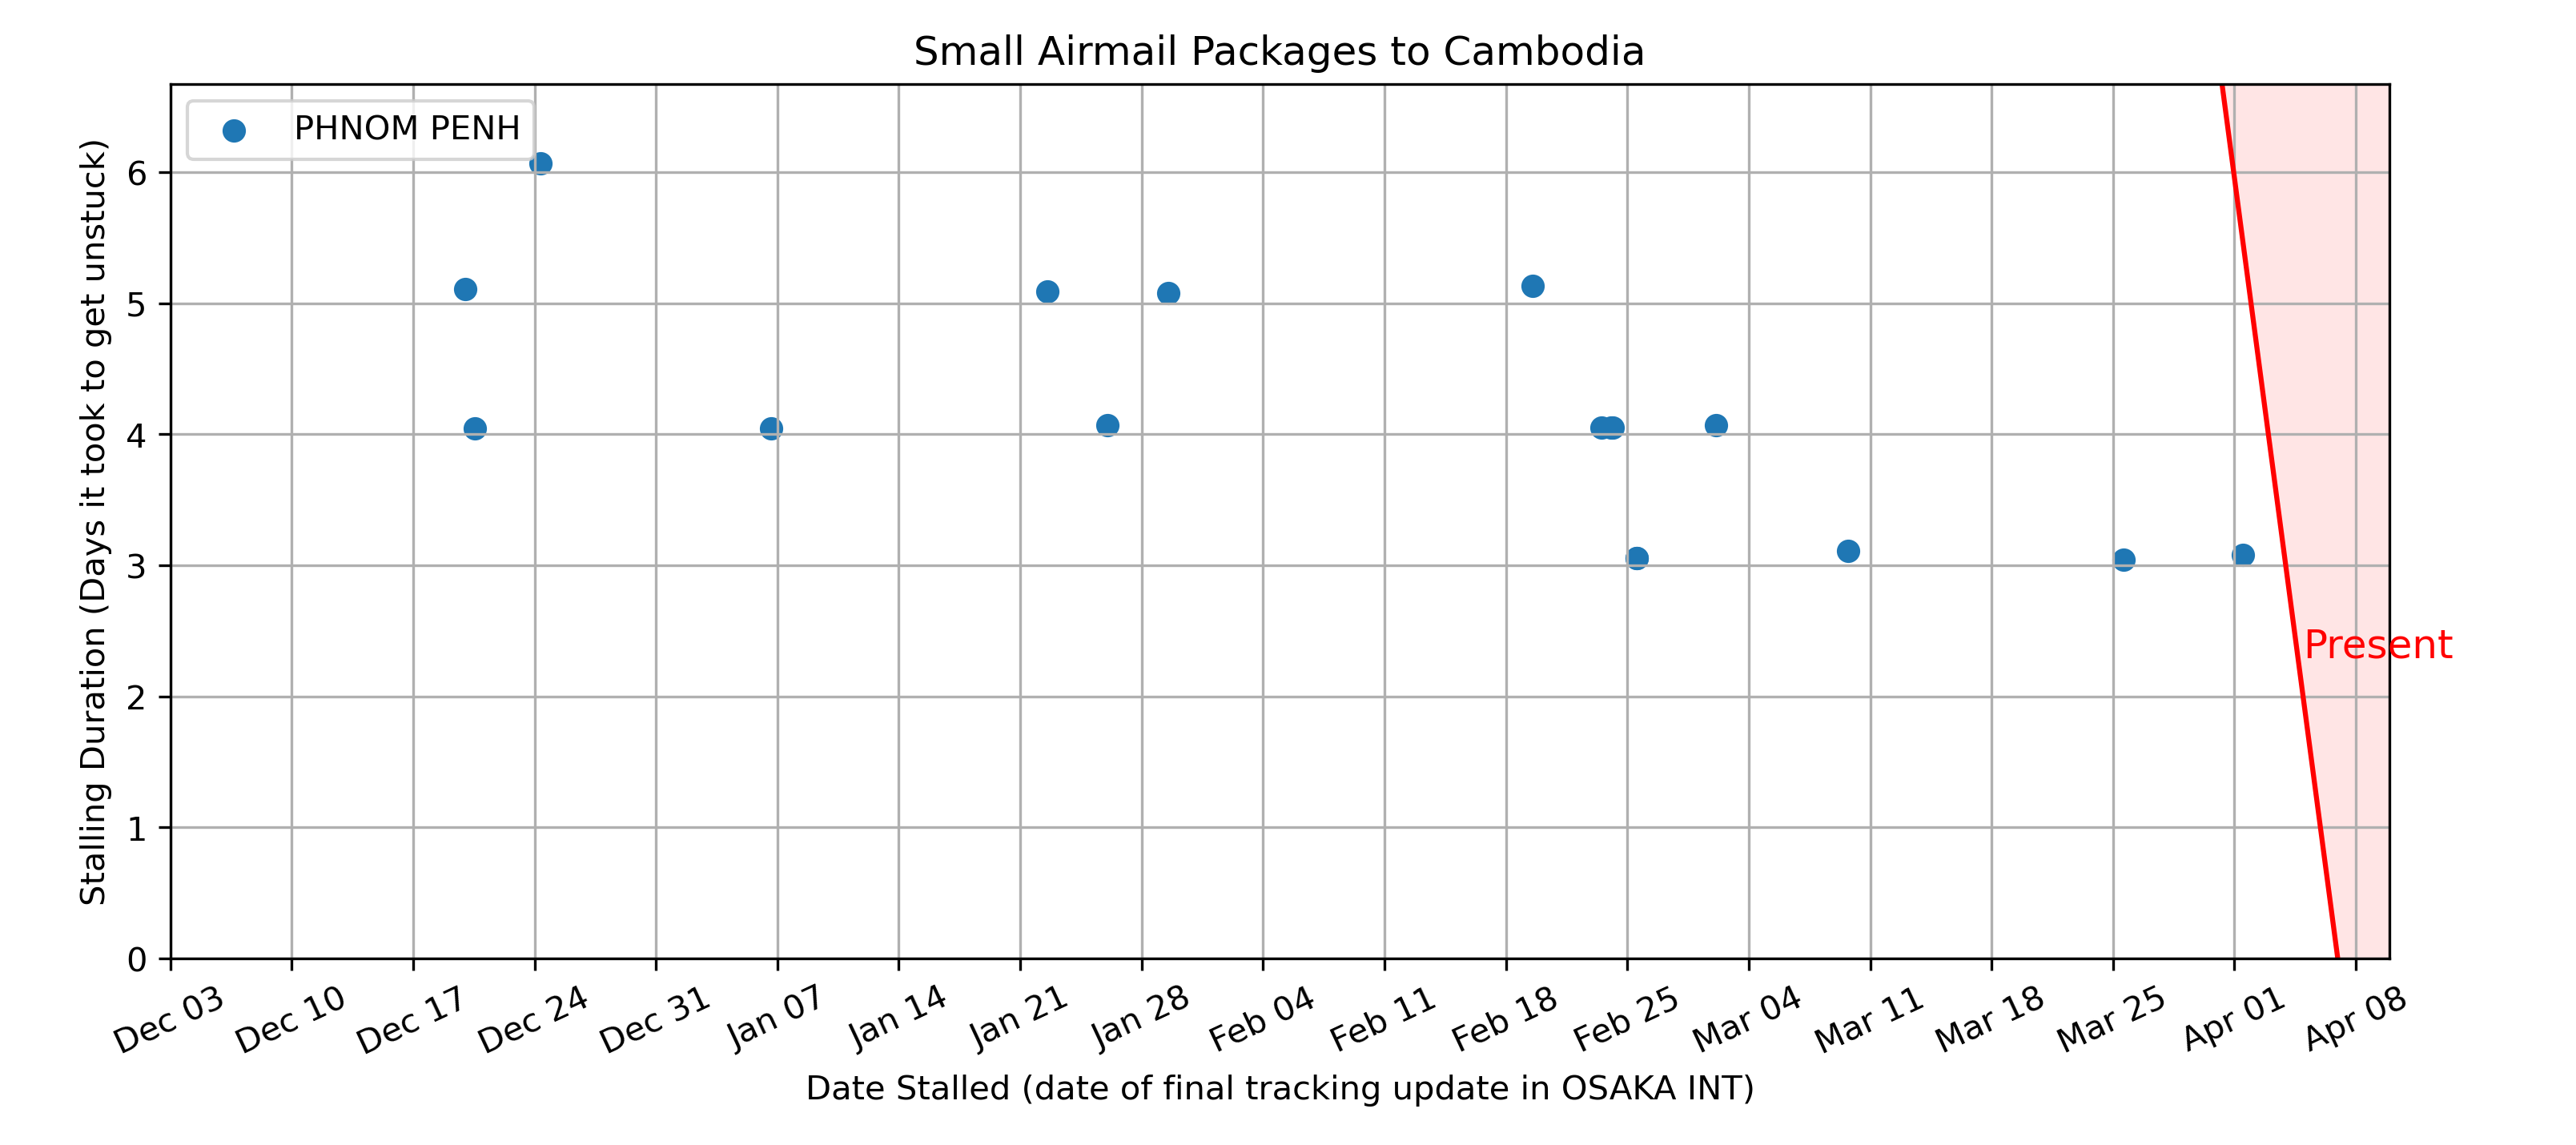 Small Airmail Packages to Cambodia
PHNOM PENH
Stalling Duration (Days it took to get unstuck)
6
5
4
3
2
1
0
Present
Dec 03 Dec 10 Dec 17 Dec 24 Dec 31 Jan 07 Jan 14 Jan 21 Jan 28 Feb 04 Feb 11 Feb 18 Feb 25 Mar 04 Mar 11 Mar 18 Mar 25 Apr 01 Apr 08
Date Stalled (date of final tracking update in OSAKA INT)